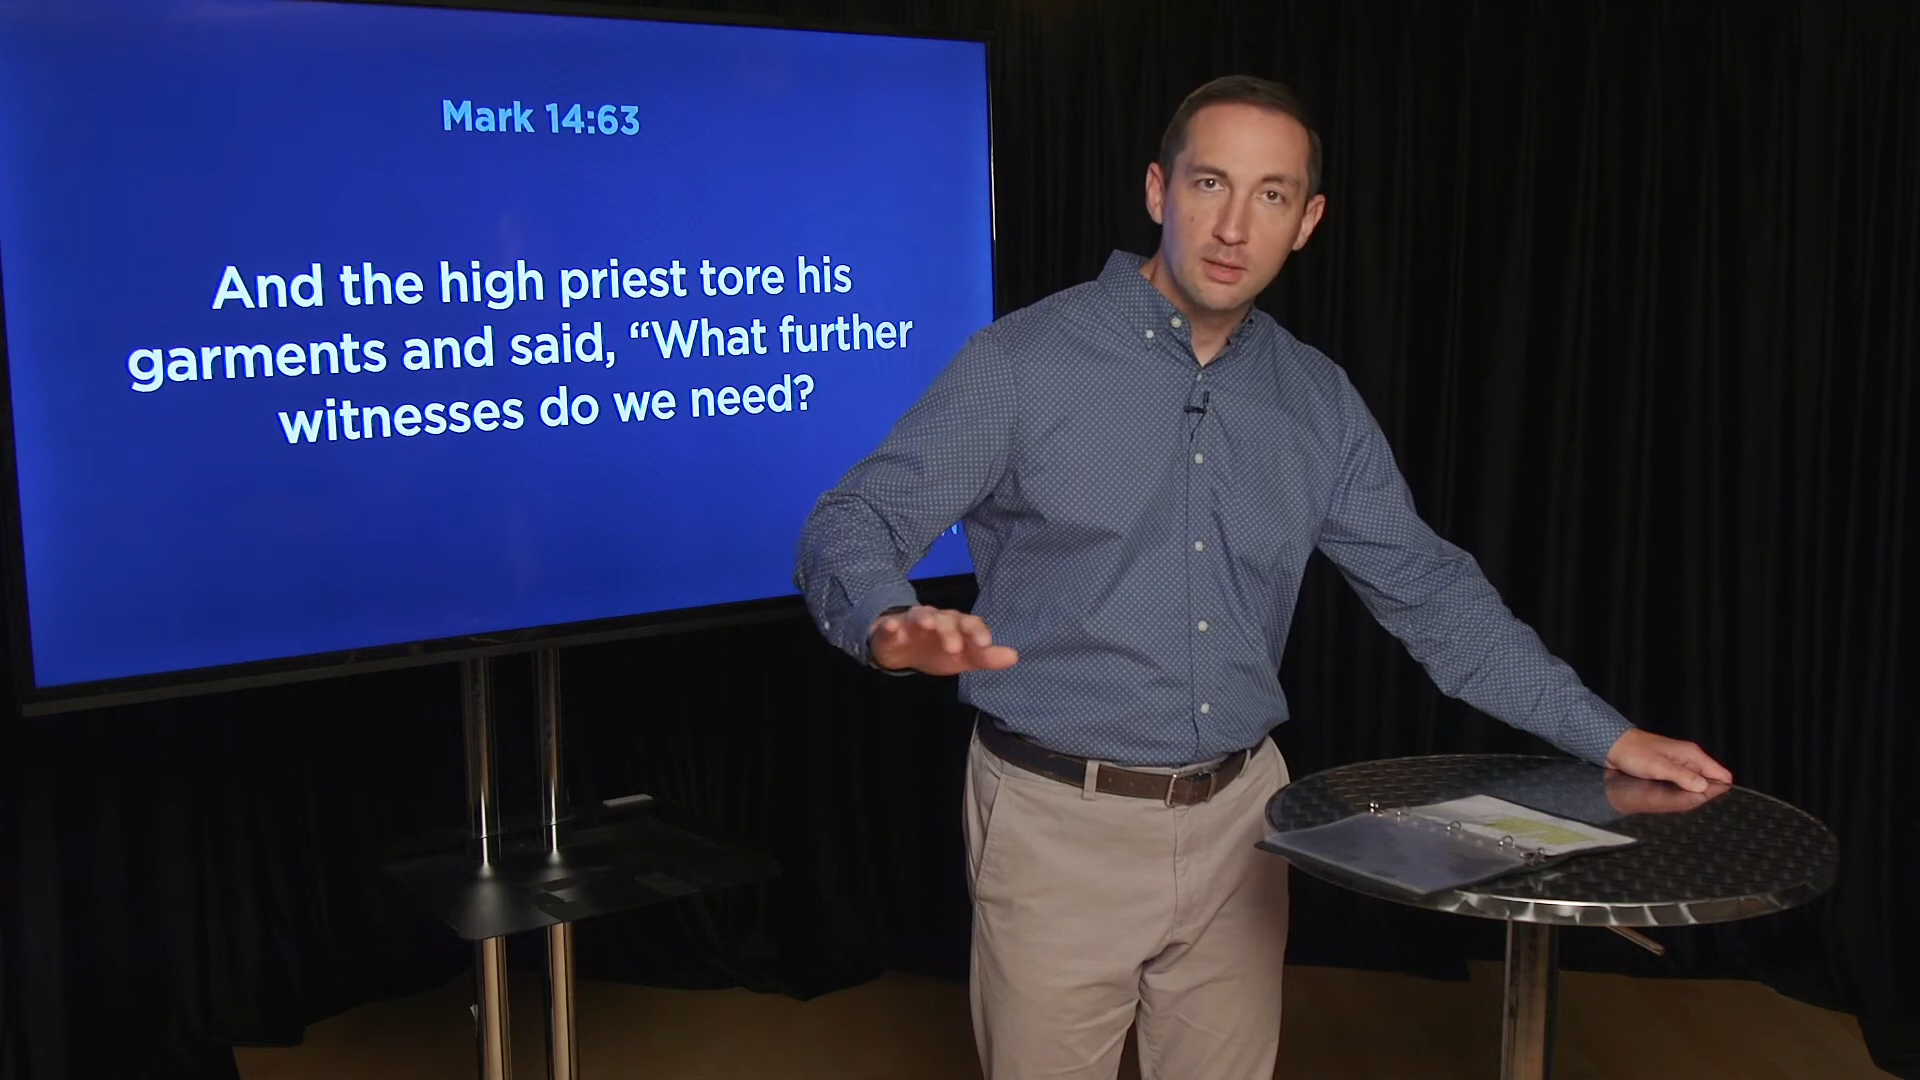 Mark 14:63
And the high priest tore his
garments and said, “What further
witnesses do we need?